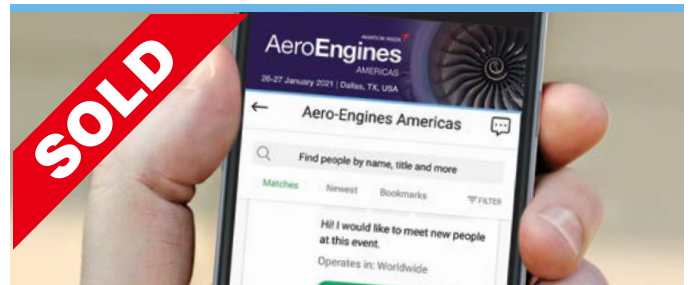 SOLD
AVIATION WEEK
AeroEngines
AMERICAS
26-27 January 2021 | Dallas, TX, USA
Aero-Engines Americas
Find people by name, title and more
Matches Newest Bookmarks FILTER
Hi! I would like to meet new people
at this event.
Operates in: Worldwide